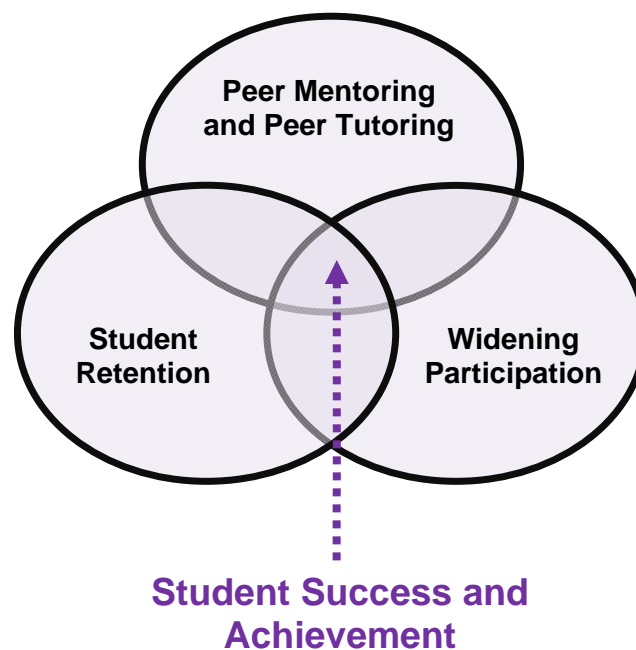 Peer Mentoring
and Peer Tutoring
Student
Retention
Widening
Participation
Student Success and
Achievement